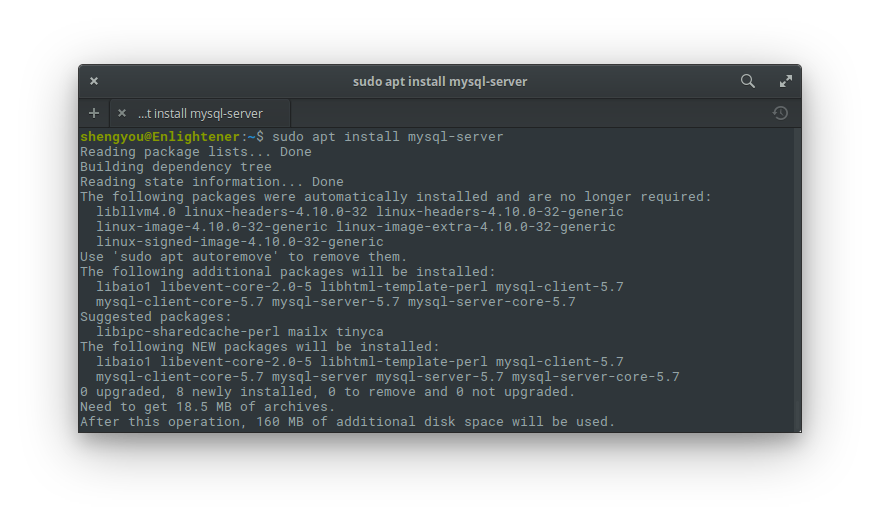 sudo apt install mysql-server
...t install mysql-server
shengyou@Enlightener:~$ sudo apt install mysql-server
Reading package lists... Done
Building dependency tree
Reading state information... Done
The following packages were automatically installed and are no longer required:
  libllvm4.0 linux-headers-4.10.0-32 linux-headers-4.10.0-32-generic
  linux-image-4.10.0-32-generic linux-image-extra-4.10.0-32-generic
  linux-signed-image-4.10.0-32-generic
Use 'sudo apt autoremove' to remove them.
The following additional packages will be installed:
  libaio1 libevent-core-2.0-5 libhtml-template-perl mysql-client-5.7
  mysql-client-core-5.7 mysql-server-5.7 mysql-server-core-5.7
Suggested packages:
  libipc-sharedcache-perl mailx tinyca
The following NEW packages will be installed:
  libaio1 libevent-core-2.0-5 libhtml-template-perl mysql-client-5.7
  mysql-client-core-5.7 mysql-server mysql-server-5.7 mysql-server-core-5.7
0 upgraded, 8 newly installed, 0 to remove and 0 not upgraded.
Need to get 18.5 MB of archives.
After this operation, 160 MB of additional disk space will be used.